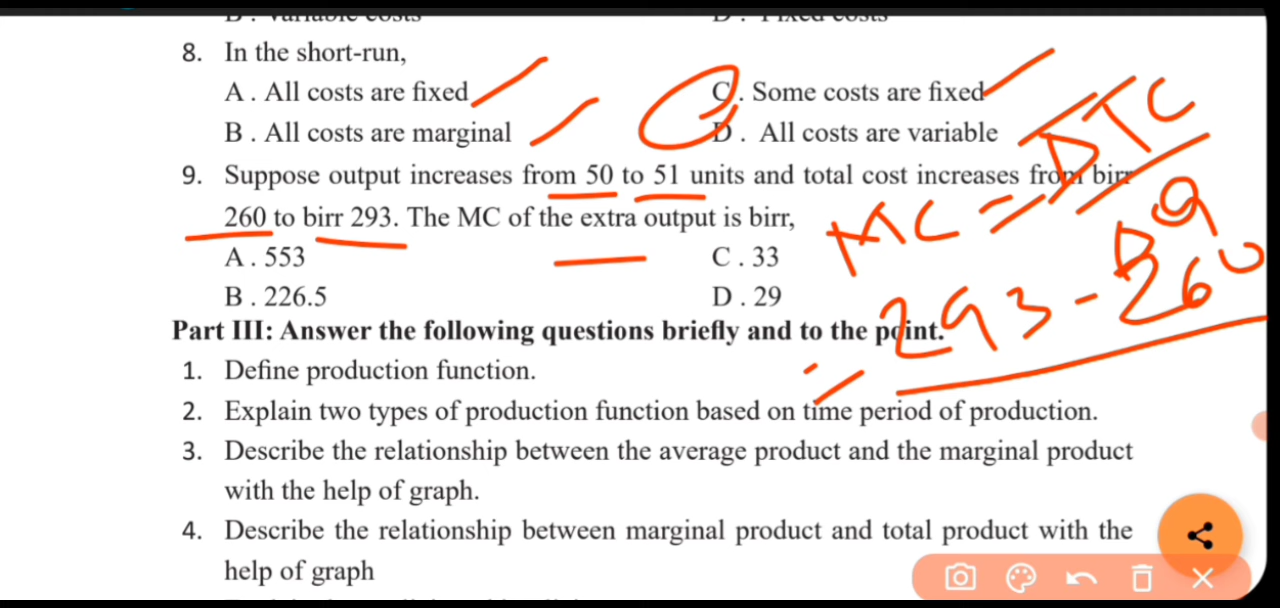 8. In the short-run,
A. All costs are fixed
C. Some costs are fixed
B. All costs are marginal
D. All costs are variable
9. Suppose output increases from 50 to 51 units and total cost increases from birr
260 to birr 293. The MC of the extra output is birr,
A. 553
C. 33
B. 226.5
D. 29
MC =
TC
293 - 260
=
Part III: Answer the following questions briefly and to the point.
1. Define production function.
2. Explain two types of production function based on time period of production.
3. Describe the relationship between the average product and the marginal product
with the help of graph.
4. Describe the relationship between marginal product and total product with the
help of graph